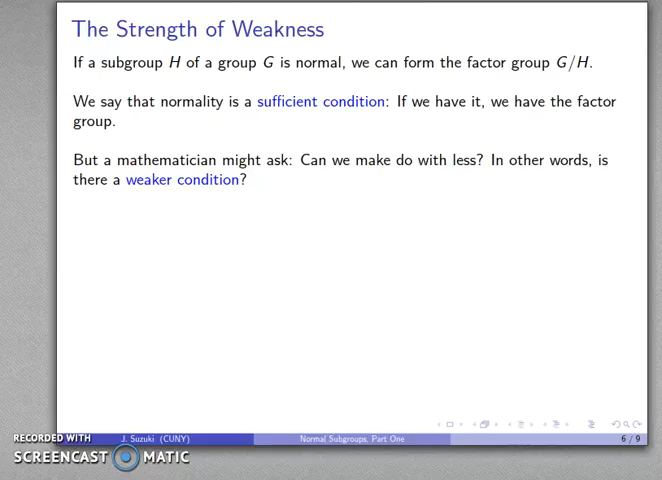 The Strength of Weakness
If a subgroup H of a group G is normal, we can form the factor group G/H.
We say that normality is a sufficient condition: If we have it, we have the factor
group.
But a mathematician might ask: Can we make do with less? In other words, is
there a weaker condition?
RECORDED WITH
J. Suzuki (CUNY) Normal Subgroups, Part One 6 / 9
SCREENCAST MATIC